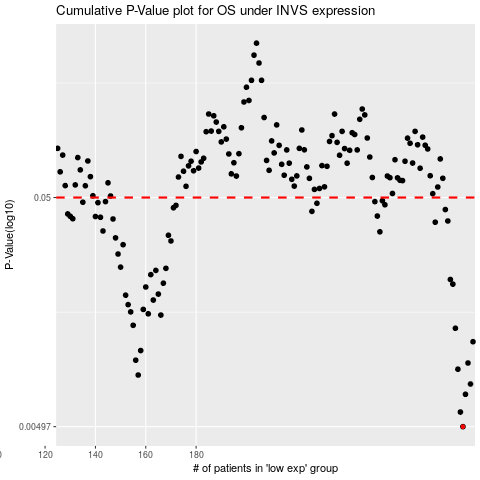 Cumulative P-Value plot for OS under INVS expression
P-Value(log10)
0.05
0.00497
0 120 140 160 180
# of patients in 'low exp' group